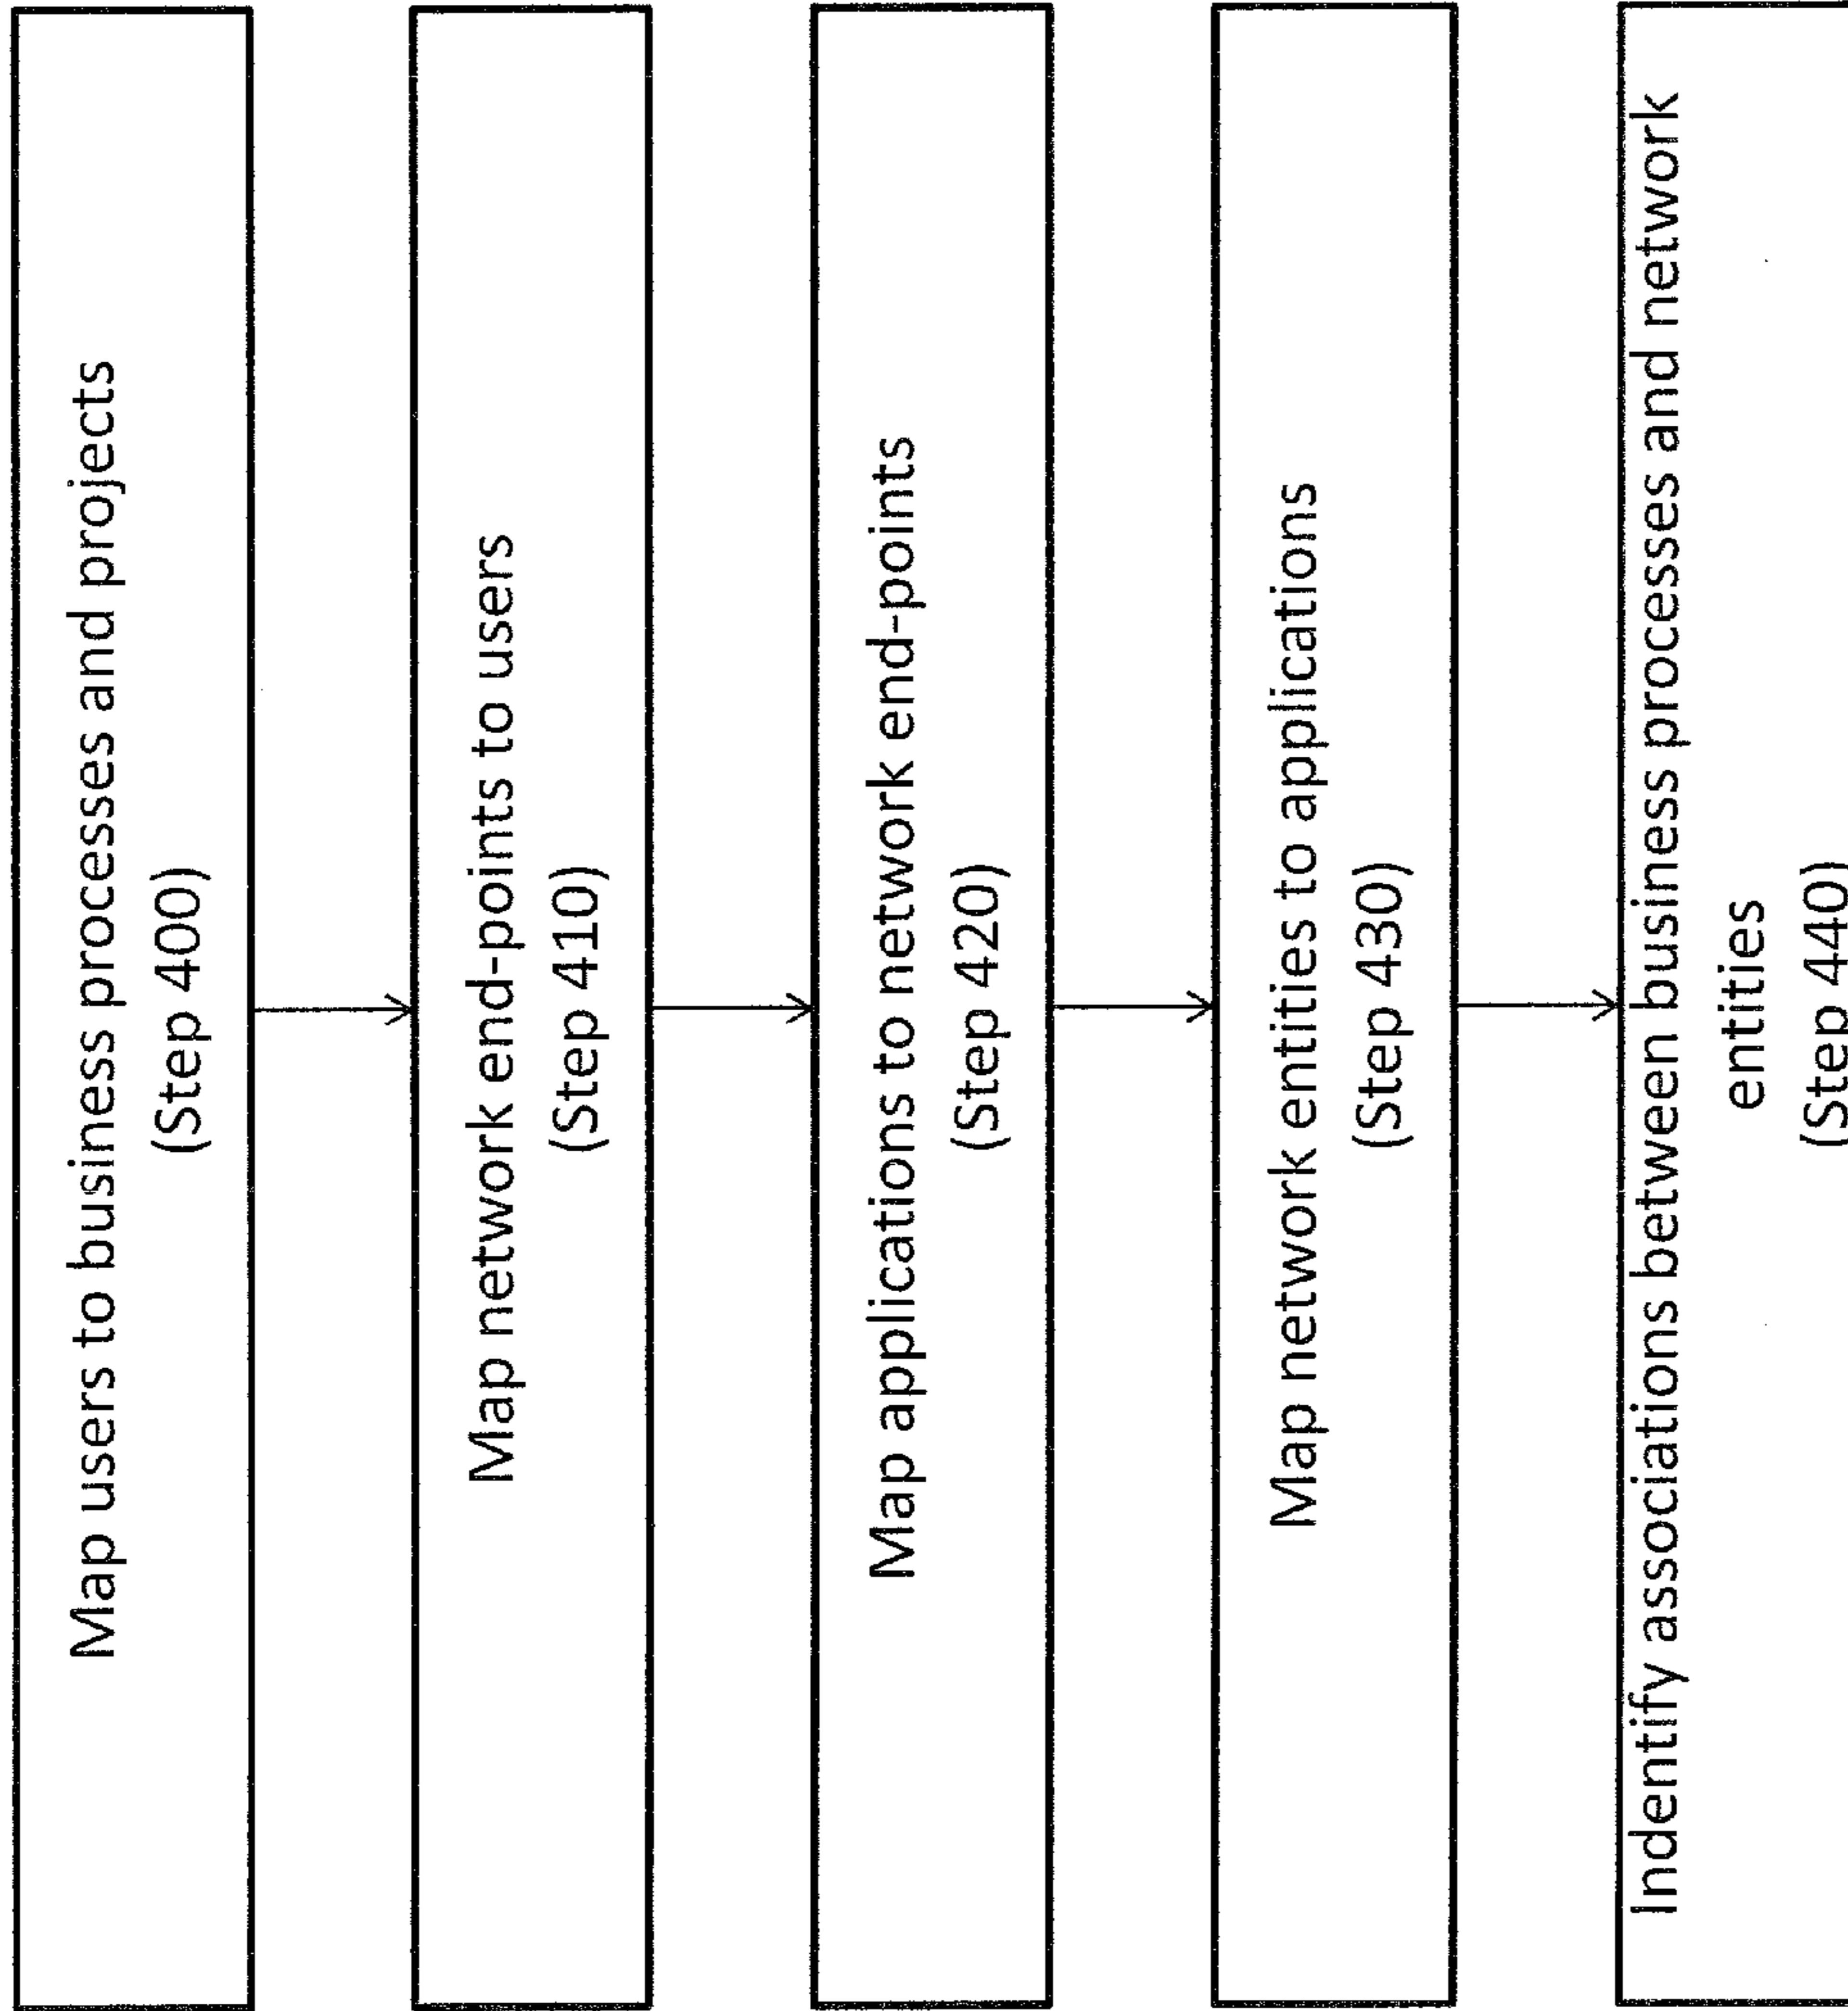 Map users to business processes and projects
(Step 400)
Map network end-points to users
(Step 410)
Map applications to network end-points
(Step 420)
Map network entities to applications
(Step 430)
Indentify associations between business processes and network
entities
(Step 440)